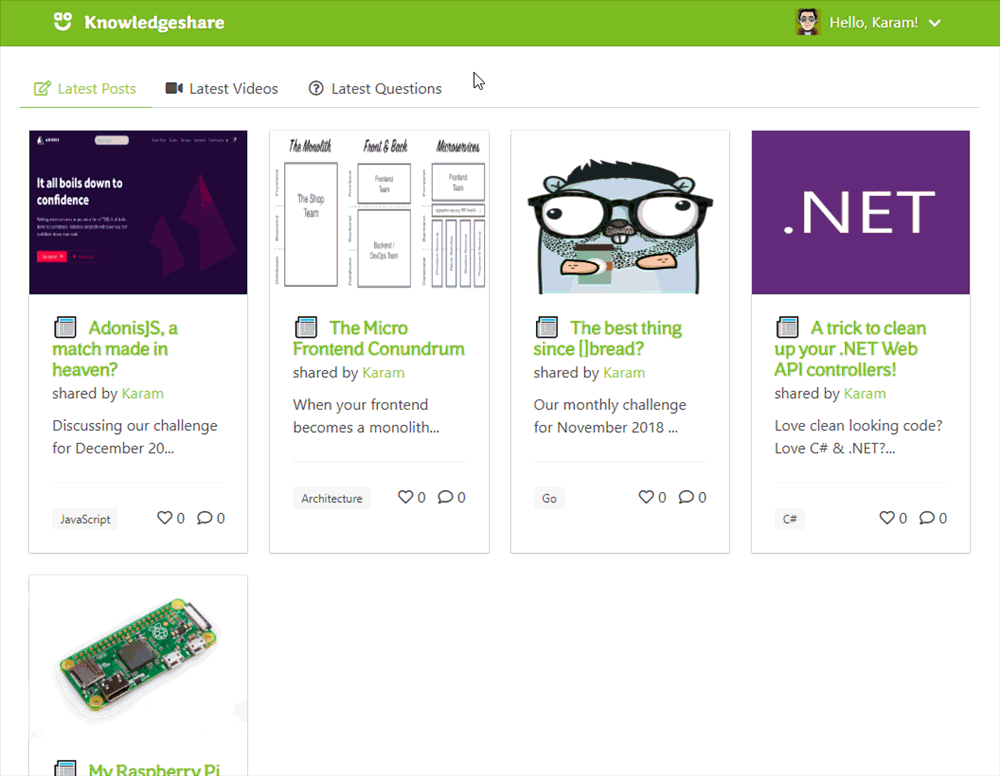 Knowledgeshare
Hello, Karam!
Latest Posts
Latest Videos
Latest Questions
ADONIS
It all boils down to
confidence
The Monolith
Front & Back
Microservices
The Shop
Team
Frontend
Team
Backend /
DevOps Team
Frontend
Team
.NET
AdonisJS, a
match made in
heaven?
shared by Karam
Discussing our challenge
for December 20...
JavaScript
0
0
The Micro
Frontend Conundrum
shared by Karam
When your frontend
becomes a monolith...
Architecture
0
0
The best thing
since []bread?
shared by Karam
Our monthly challenge
for November 2018 ...
Go
0
0
A trick to clean
up your .NET Web
API controllers!
shared by Karam
Love clean looking code?
Love C# & .NET?...
C#
0
0
My Raspberry Pi